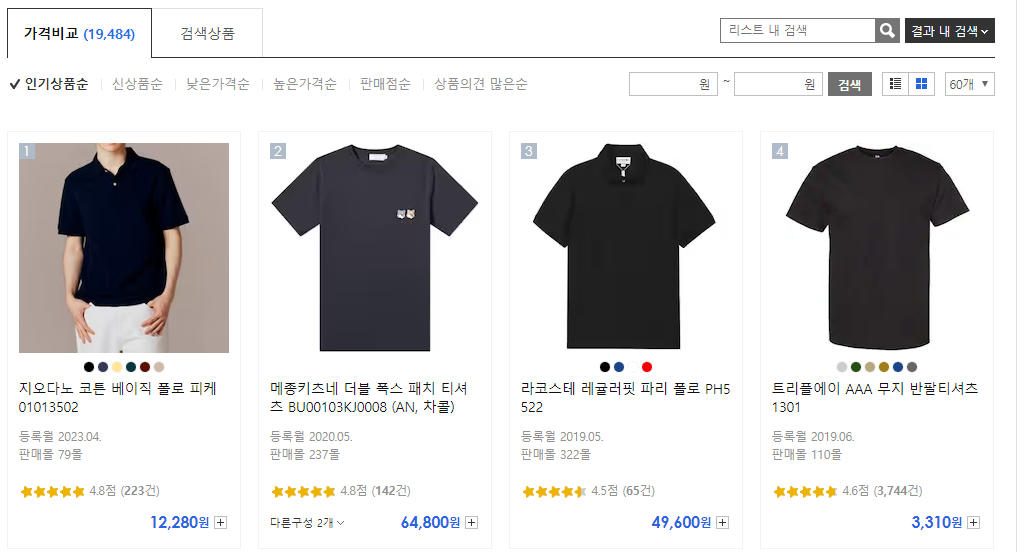 가격비교 (19,484)
검색상품
리스트 내 검색
결과 내 검색
인기상품순
신상품순
낮은가격순
높은가격순
판매점순
상품의견 많은순
원 ~ 원
검색
60개
1
지오다노 코튼 베이직 폴로 피케
01013502
등록월 2023.04.
판매몰 79몰
4.8점 (223건)
12,280원
2
메종키츠네 더블 폭스 패치 티셔
츠 BU00103KJ0008 (AN, 차콜)
등록월 2020.05.
판매몰 237몰
4.8점 (142건)
다른구성 2개
64,800원
3
라코스테 레귤러핏 파리 폴로 PH5
522
등록월 2019.05.
판매몰 322몰
4.5점 (65건)
49,600원
4
트리플에이 AAA 무지 반팔티셔츠
1301
등록월 2019.06.
판매몰 110몰
4.6점 (3,744건)
3,310원